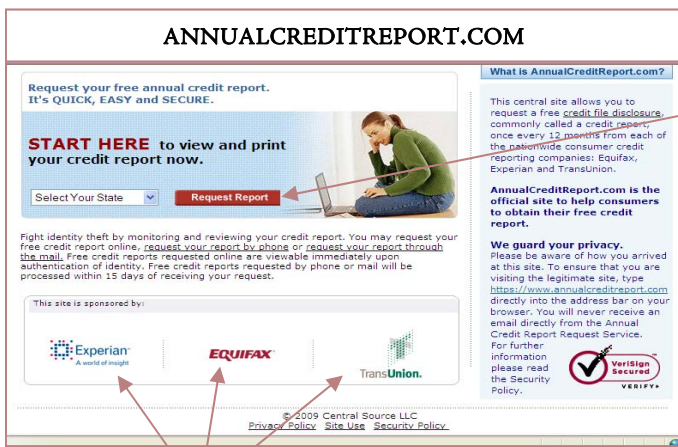 ANNUALCREDITREPORT.COM
Request your free annual credit report.
It's QUICK, EASY and SECURE.
START HERE to view and print
your credit report now.
Select Your State
Request Report
Fight identity theft by monitoring and reviewing your credit report. You may request your
free credit report online, request your report by phone or request your report through
the mail. Free credit reports requested online are viewable immediately upon
authentication of identity. Free credit reports requested by phone or mail will be
processed within 15 days of receiving your request.
This site is sponsored by:
Experian
A world of insight
EQUIFAX
TransUnion.
What is AnnualCreditReport.com?
This central site allows you to
request a free credit file disclosure,
commonly called a credit report,
once every 12 months from each of
the nationwide consumer credit
reporting companies: Equifax,
Experian and TransUnion.
AnnualCreditReport.com is the
official site to help consumers
to obtain their free credit
report.
We guard your privacy.
Please be aware of how you arrived
at this site. To ensure that you are
visiting the legitimate site, type
https://www.annualcreditreport.com
directly into the address bar on your
browser. You will never receive an
email directly from the Annual
Credit Report Request Service.
For further
information
please read
the Security
Policy.
VeriSign
Secured
VERIFY
© 2009 Central Source LLC
Privacy Policy Site Use Security Policy